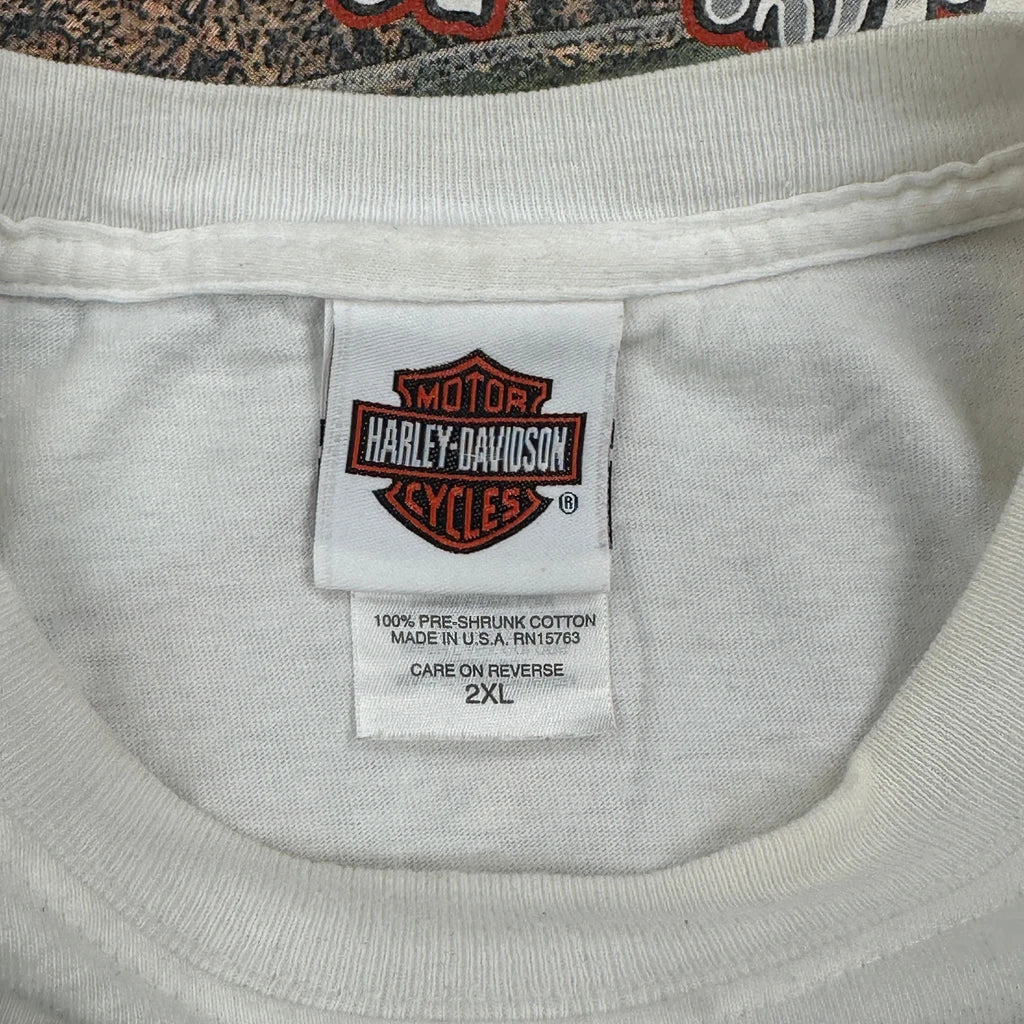 MOTOR
HARLEY-DAVIDSON
CYCLES
®
100% PRE-SHRUNK COTTON
MADE IN U.S.A. RN15763
CARE ON REVERSE
2XL